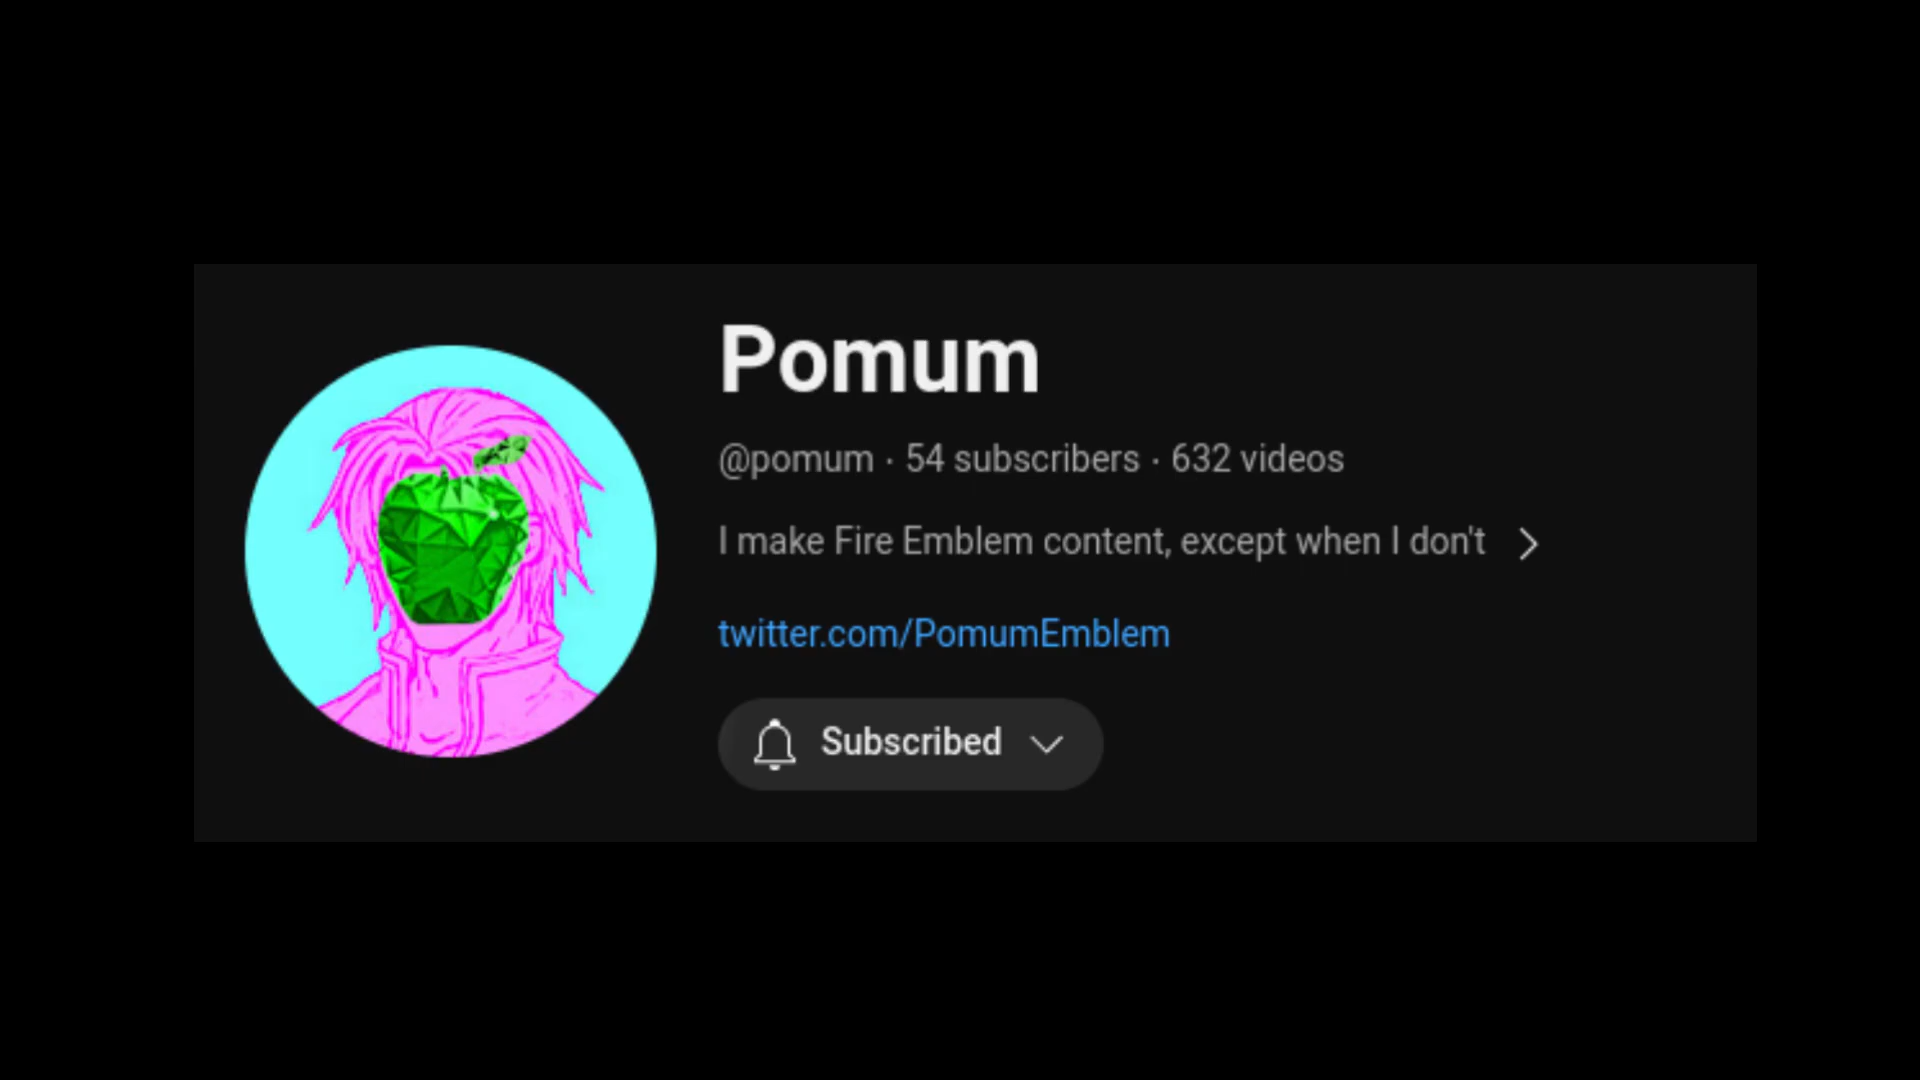 Pomum
@pomum · 54 subscribers · 632 videos
I make Fire Emblem content, except when I don't
twitter.com/PomumEmblem
Subscribed